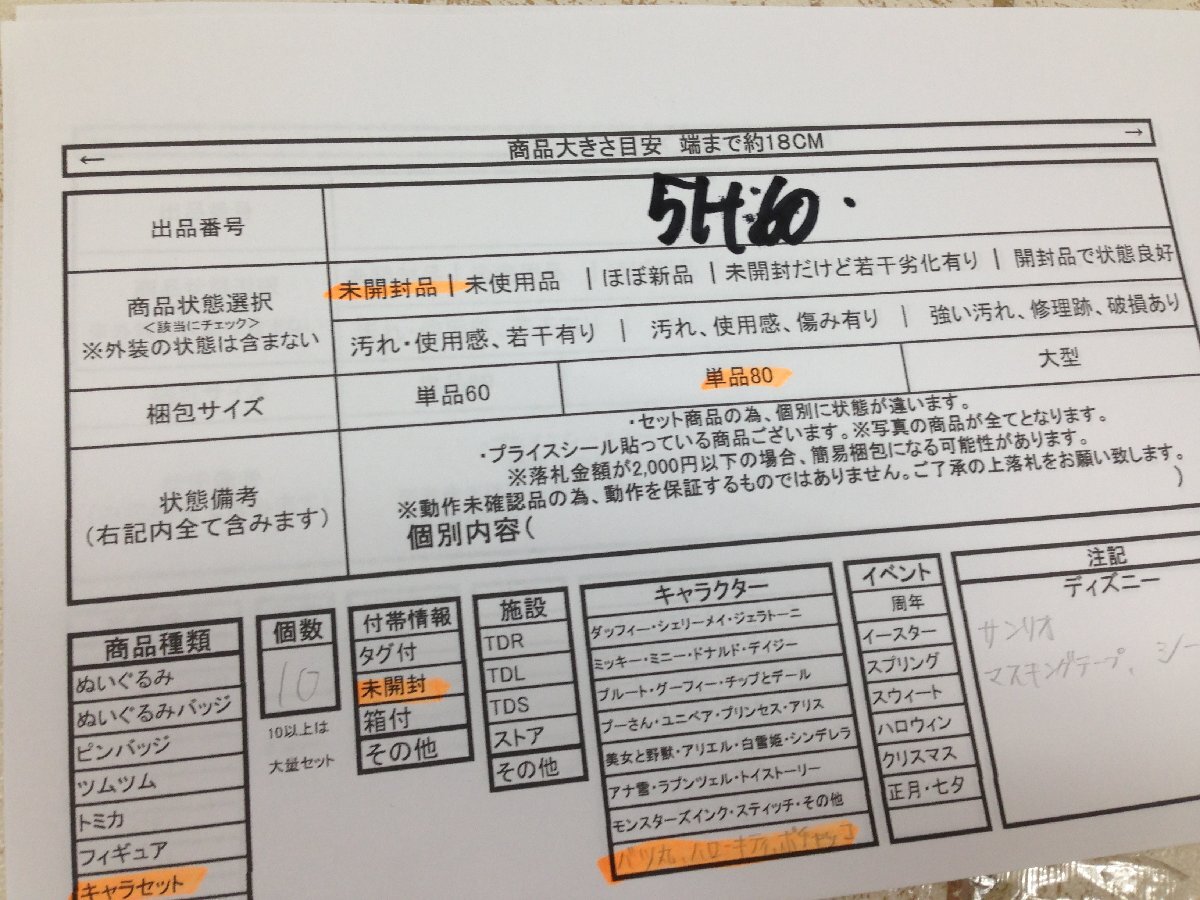 ← 商品大きさ目安 端まで約18CM →
出品番号
5H60.
商品状態選択
<該当にチェック>
※外装の状態は含まない
未開封品 | 未使用品 | ほぼ新品 | 未開封だけど若干劣化有り | 開封品で状態良好
汚れ・使用感、若干有り | 汚れ、使用感、傷み有り | 強い汚れ、修理跡、破損あり
梱包サイズ
単品60
単品80
大型
状態備考
(右記内全て含みます)
・セット商品の為、個別に状態が違います。
・プライスシール貼っている商品ございます。※写真の商品が全てとなります。
※落札金額が2,000円以下の場合、簡易梱包になる可能性があります。
※動作未確認品の為、動作を保証するものではありません。ご了承の上落札をお願い致します。
個別内容( )
商品種類
ぬいぐるみ
ぬいぐるみバッジ
ピンバッジ
ツムツム
トミカ
フィギュア
キャラセット
個数
10
10以上は
大量セット
付帯情報
タグ付
未開封
箱付
その他
施設
TDR
TDL
TDS
ストア
その他
キャラクター
ダッフィー・シェリーメイ・ジェラトーニ
ミッキー・ミニー・ドナルド・デイジー
プルート・グーフィー・チップとデール
プーさん・ユニベア・プリンセス・アリス
美女と野獣・アリエル・白雪姫・シンデレラ
アナ雪・ラプンツェル・トイストーリー
モンスターズインク・スティッチ・その他
バツ丸、ハローキティ、ポチャッコ
イベント
周年
イースター
スプリング
スウィート
ハロウィン
クリスマス
正月・七夕
注記
ディズニー
サンリオ
マスキングテープ、シー